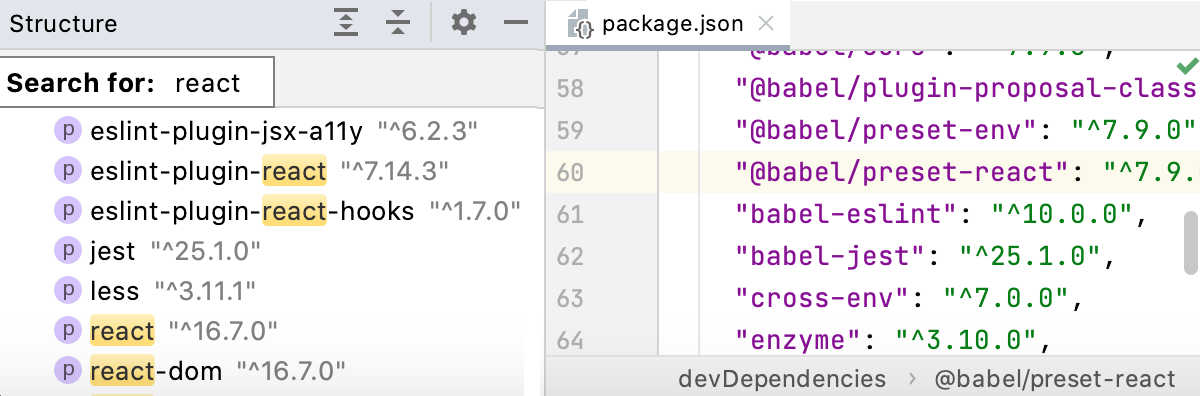 Structure
Search for: react
p eslint-plugin-jsx-a11y "^6.2.3"
p eslint-plugin-react "^7.14.3"
p eslint-plugin-react-hooks "^1.7.0"
p jest "^25.1.0"
p less "^3.11.1"
p react "^16.7.0"
p react-dom "^16.7.0"
package.json
58 "@babel/plugin-proposal-class
59 "@babel/preset-env": "^7.9.0"
60 "@babel/preset-react": "^7.9.
61 "babel-eslint": "^10.0.0",
62 "babel-jest": "^25.1.0",
63 "cross-env": "^7.0.0",
64 "enzyme": "^3.10.0",
devDependencies › @babel/preset-react